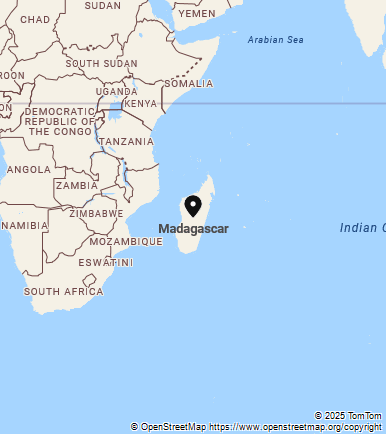 SUDAN
CHAD
YEMEN
Arabian Sea
SOUTH SUDAN
ROON
SOMALIA
UGANDA
KENYA
ON
DEMOCRATIC
REPUBLIC OF
THE CONGO
TANZANIA
ANGOLA
ZAMBIA
ZIMBABWE
NAMIBIA
Madagascar
Indian O
MOZAMBIQUE
ESWATINI
SOUTH AFRICA
© 2025 TomTom
© OpenStreetMap https://www.openstreetmap.org/copyright